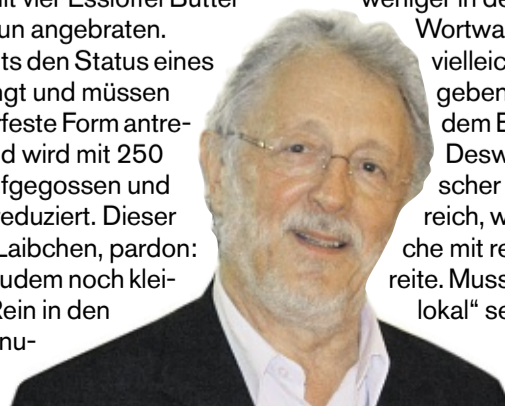 vier Esslöffel Butter
un angebraten.
ts den Status eines
ngt und müssen
feste Form antre-
d wird mit 250
fgegossen und
reduziert. Dieser
Laibchen, pardon:
udem noch klei-
Rein in den
nu-
weniger in de
Wortwa
vielleic
geben
dem
Desw
scher
reich, w
che mit re
reite. Muss
lokal“ se